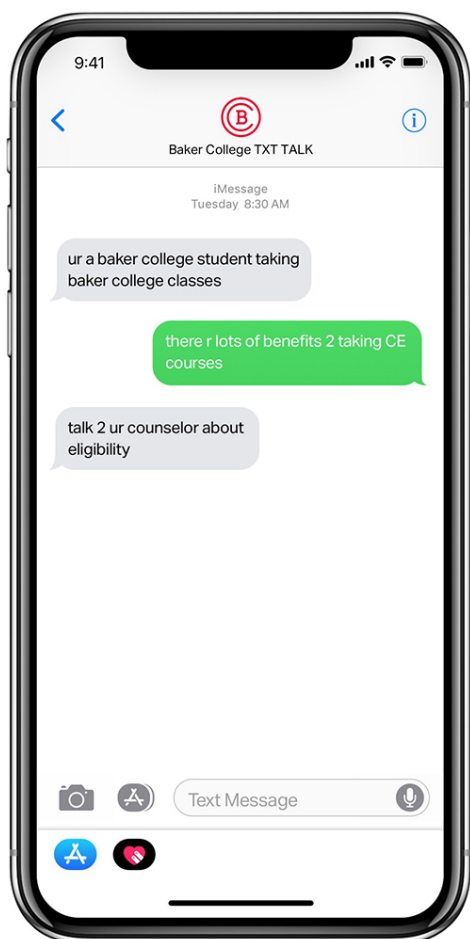 9:41
B
Baker College TXT TALK
iMessage
Tuesday 8:30 AM
ur a baker college student taking
baker college classes
there r lots of benefits 2 taking CE
courses
talk 2 ur counselor about
eligibility
Text Message